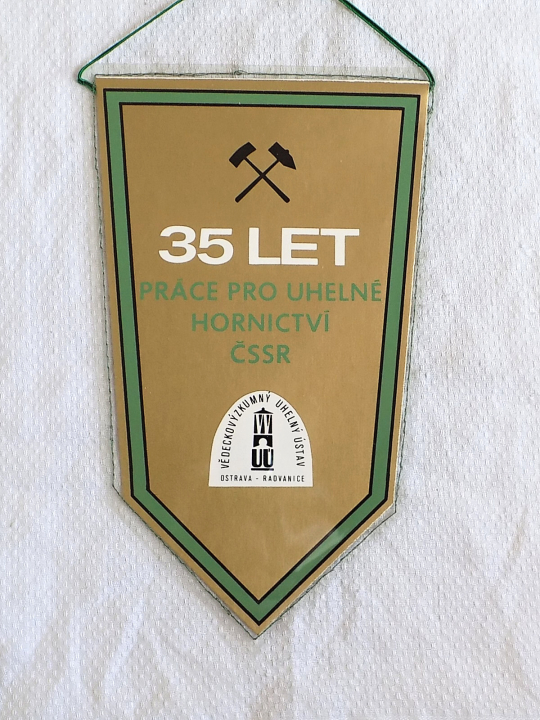 35 LET
PRÁCE PRO UHELNÉ
HORNICTVÍ
ČSSR
VĚDECKOVÝZKUMNÝ UHELNÝ ÚSTAV
VVUÚ
OSTRAVA - RADVANICE